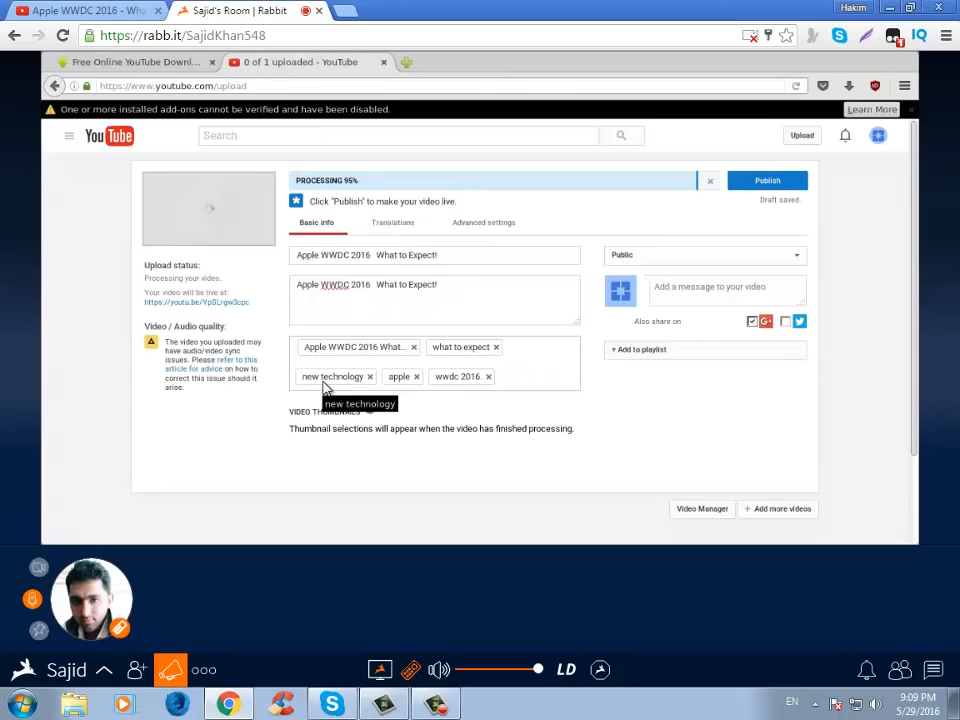 Apple WWDC 2016 - Wha
Sajid's Room | Rabbit
Hakim
https://rabb.it/SajidKhan548
IQ
1
Free Online YouTube Downl...
0 of 1 uploaded - YouTube
https://www.youtube.com/upload
One or more installed add-ons cannot be verified and have been disabled.
Learn More
YouTube
Search
Upload
PROCESSING 95%
Publish
Click "Publish" to make your video live.
Draft saved.
Basic info
Translations
Advanced settings
Apple WWDC 2016 What to Expect!
Public
Apple WWDC 2016 What to Expect!
Add a message to your video
Also share on
G+
Upload status:
Processing your video.
Your video will be live at:
https://youtu.be/YpSLrgw3cpc
Video / Audio quality:
The video you uploaded may
have audio/video sync
issues. Please refer to this
article for advice on how to
correct this issue should it
arise.
Apple WWDC 2016 What...
what to expect
+ Add to playlist
new technology
apple
wwdc 2016.
new technology
VIDEO THUMBNAILS
Thumbnail selections will appear when the video has finished processing.
Video Manager
+ Add more videos
Sajid
LD
EN
9:09 PM
5/29/2016